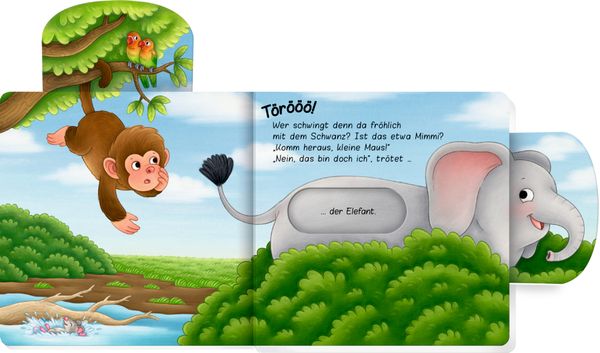 Törööö!
Wer schwingt denn da fröhlich
mit dem Schwanz? Ist das etwa Mimmi?
„Komm heraus, kleine Maus!“
„Nein, das bin doch ich“, trötet ...
... der Elefant.